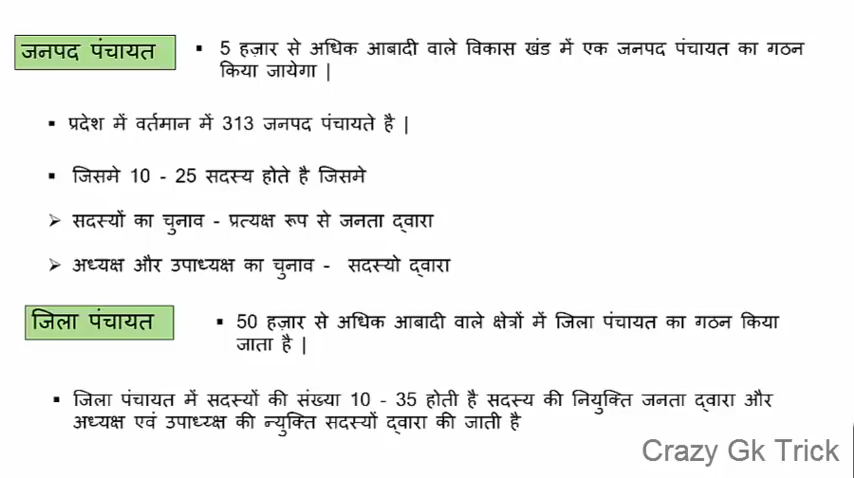 जनपद पंचायत
▪ 5 हज़ार से अधिक आबादी वाले विकास खंड में एक जनपद पंचायत का गठन
किया जायेगा |
▪ प्रदेश में वर्तमान में 313 जनपद पंचायते है |
▪ जिसमे 10 - 25 सदस्य होते है जिसमे
➢ सदस्यों का चुनाव - प्रत्यक्ष रूप से जनता द्वारा
➢ अध्यक्ष और उपाध्यक्ष का चुनाव - सदस्यो द्वारा
जिला पंचायत
▪ 50 हज़ार से अधिक आबादी वाले क्षेत्रों में जिला पंचायत का गठन किया
जाता है |
▪ जिला पंचायत में सदस्यों की संख्या 10 - 35 होती है सदस्य की नियुक्ति जनता द्वारा और
अध्यक्ष एवं उपाध्य्क्ष की न्युक्ति सदस्यों द्वारा की जाती है
Crazy Gk Trick